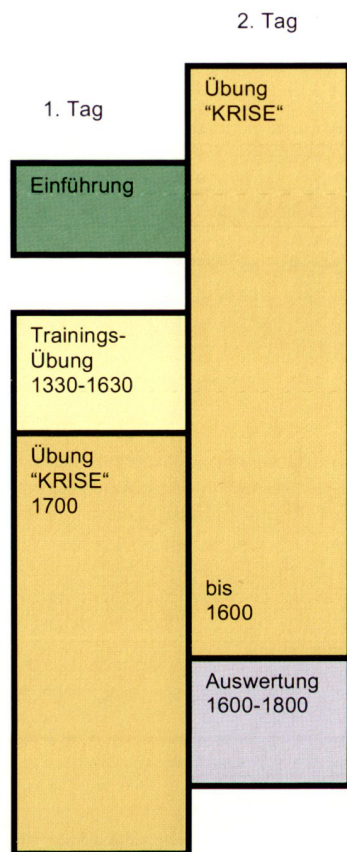 1. Tag
Einführung
Trainings-
Übung
1330-1630
Übung
“KRISE“
1700
2. Tag
Übung
“KRISE“
bis
1600
Auswertung
1600-1800